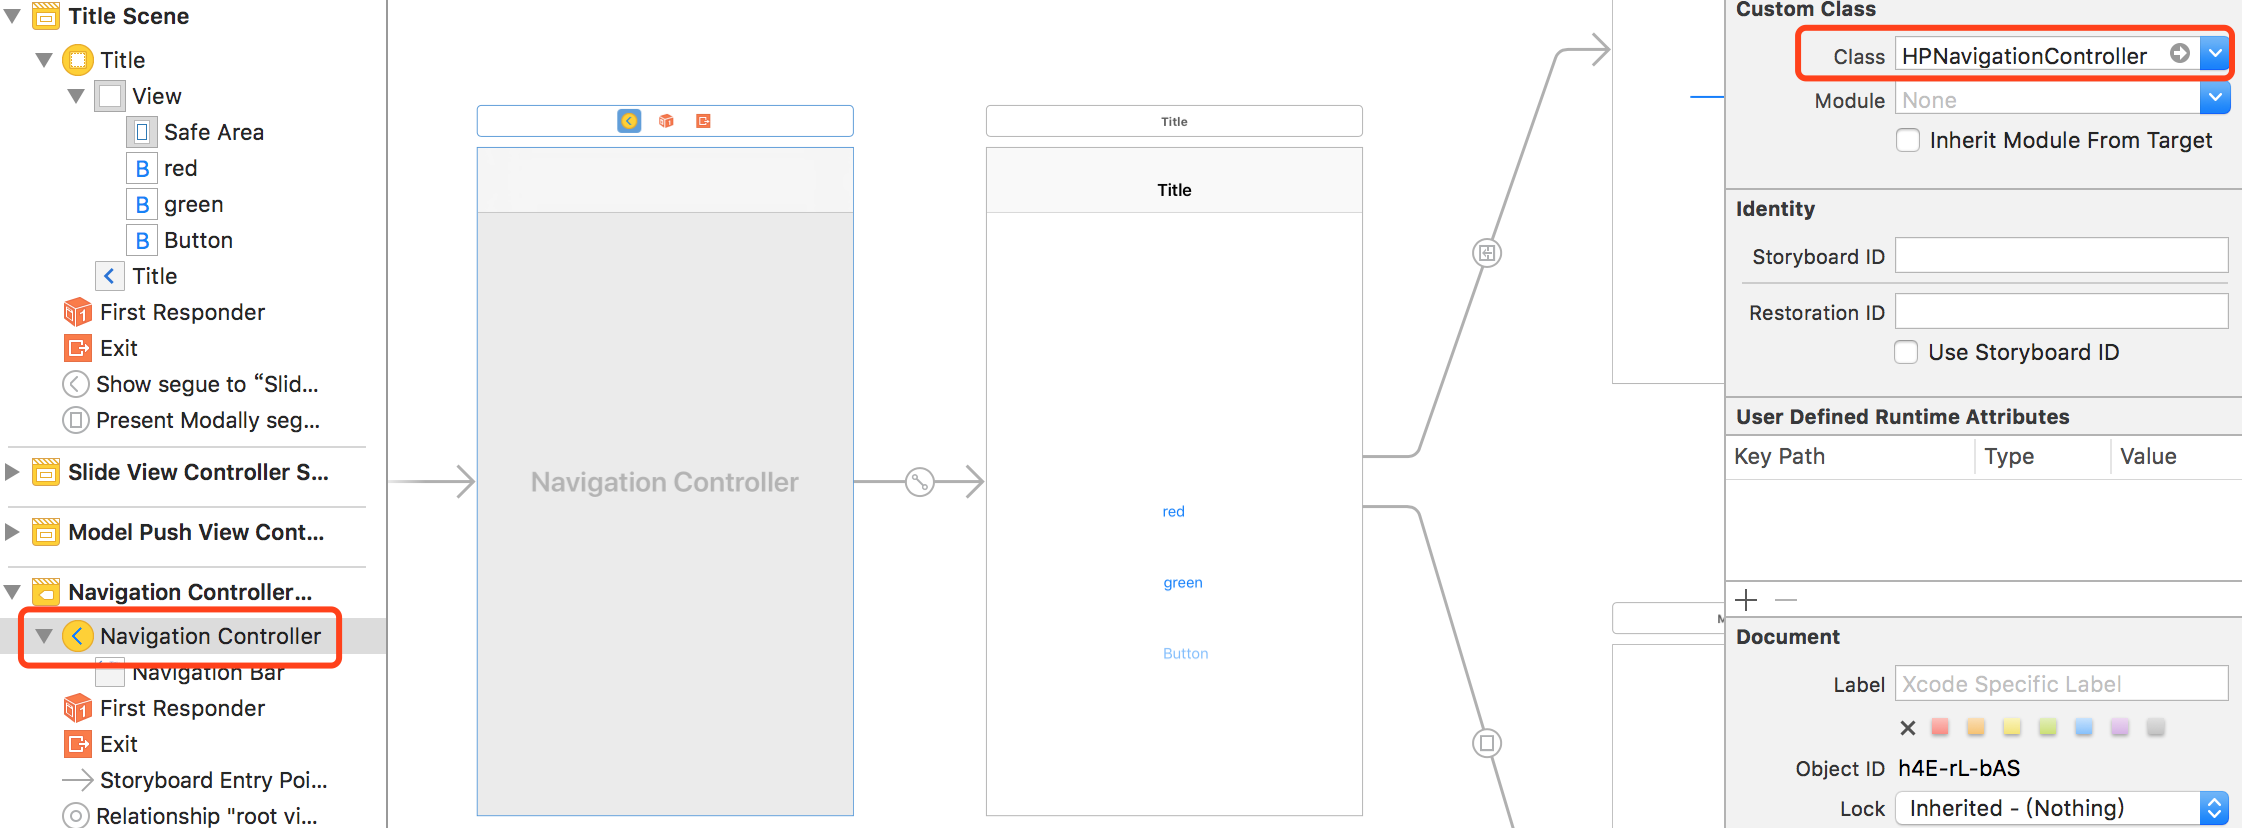 Title Scene
Title
View
Safe Area
B red
B green
B Button
Title
First Responder
Exit
Show segue to “Slid...
Present Modally seg...
Slide View Controller S...
Model Push View Cont...
Navigation Controller...
Navigation Controller
Navigation Bar
First Responder
Exit
Storyboard Entry Poi...
Relationship "root vi...
Navigation Controller
Title
Title
red
green
Button
Custom Class
Class HPNavigationController
Module None
Inherit Module From Target
Identity
Storyboard ID
Restoration ID
Use Storyboard ID
User Defined Runtime Attributes
Key Path Type Value
Document
Label Xcode Specific Label
Object ID h4E-rL-bAS
Lock Inherited - (Nothing)